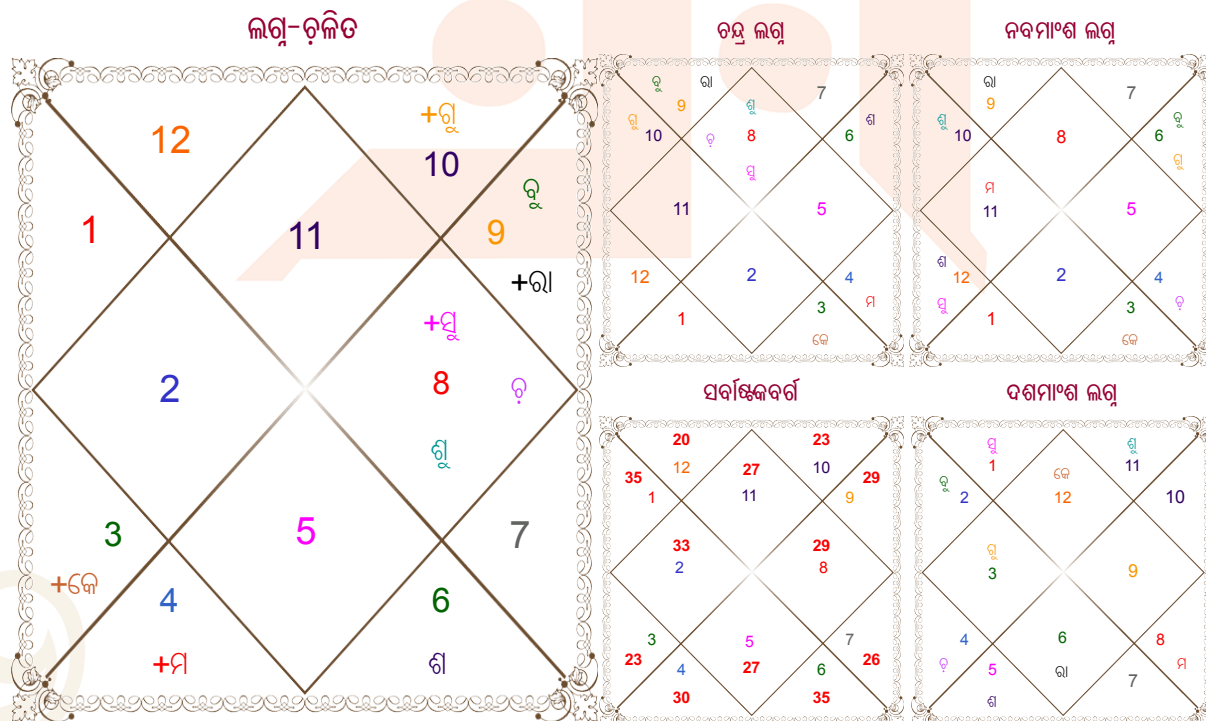 ଲଗ୍ନ-ଚ଼ଳିତ
12
+ଗୁ
10
ବୁ
1
11
9
+ରା
+ସୁ
2
8
ଚ଼
ଶୁ
3
5
7
+କେ
4
6
+ମ
ଶ
ଚନ୍ଦ୍ର ଲଗ୍ନ
ବୁ
ରା
9
ଶୁ
7
ଗୁ
10
ଚ଼
8
6
ଶ
ସୁ
11
5
12
2
4
1
3
ମ
କେ
ନବମାଂଶ ଲଗ୍ନ
ରା
9
7
ଶୁ
10
8
6
ବୁ
ଗୁ
ମ
11
5
ଶ
12
2
4
ସୁ
1
3
ଚ଼
କେ
ସର୍ବାଷ୍ଟକବର୍ଗ
20
23
35
12
27
10
29
1
11
9
33
29
2
8
3
5
7
23
4
27
6
26
30
35
ଦଶମାଂଶ ଲଗ୍ନ
ସୁ
ଶୁ
1
କେ
11
ବୁ
2
12
10
ଗୁ
3
9
4
6
8
ଚ଼
5
ରା
7
ମ
ଶ